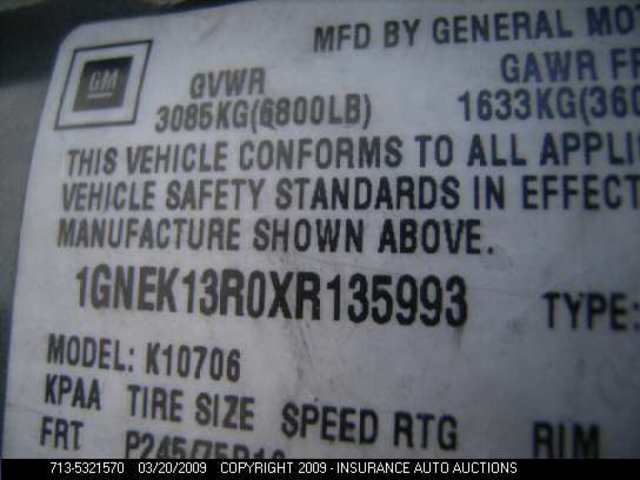 MFD BY GENERAL MO
GM
GVWR GAWR FR
3085KG(6800LB) 1633KG(360
THIS VEHICLE CONFORMS TO ALL APPLI
VEHICLE SAFETY STANDARDS IN EFFECT
MANUFACTURE SHOWN ABOVE.
1GNEK13R0XR135993 TYPE:
MODEL: K10706
KPAA TIRE SIZE SPEED RTG RIM
FRT P245/75R16
713-5321570 03/20/2009 COPYRIGHT 2009 - INSURANCE AUTO AUCTIONS